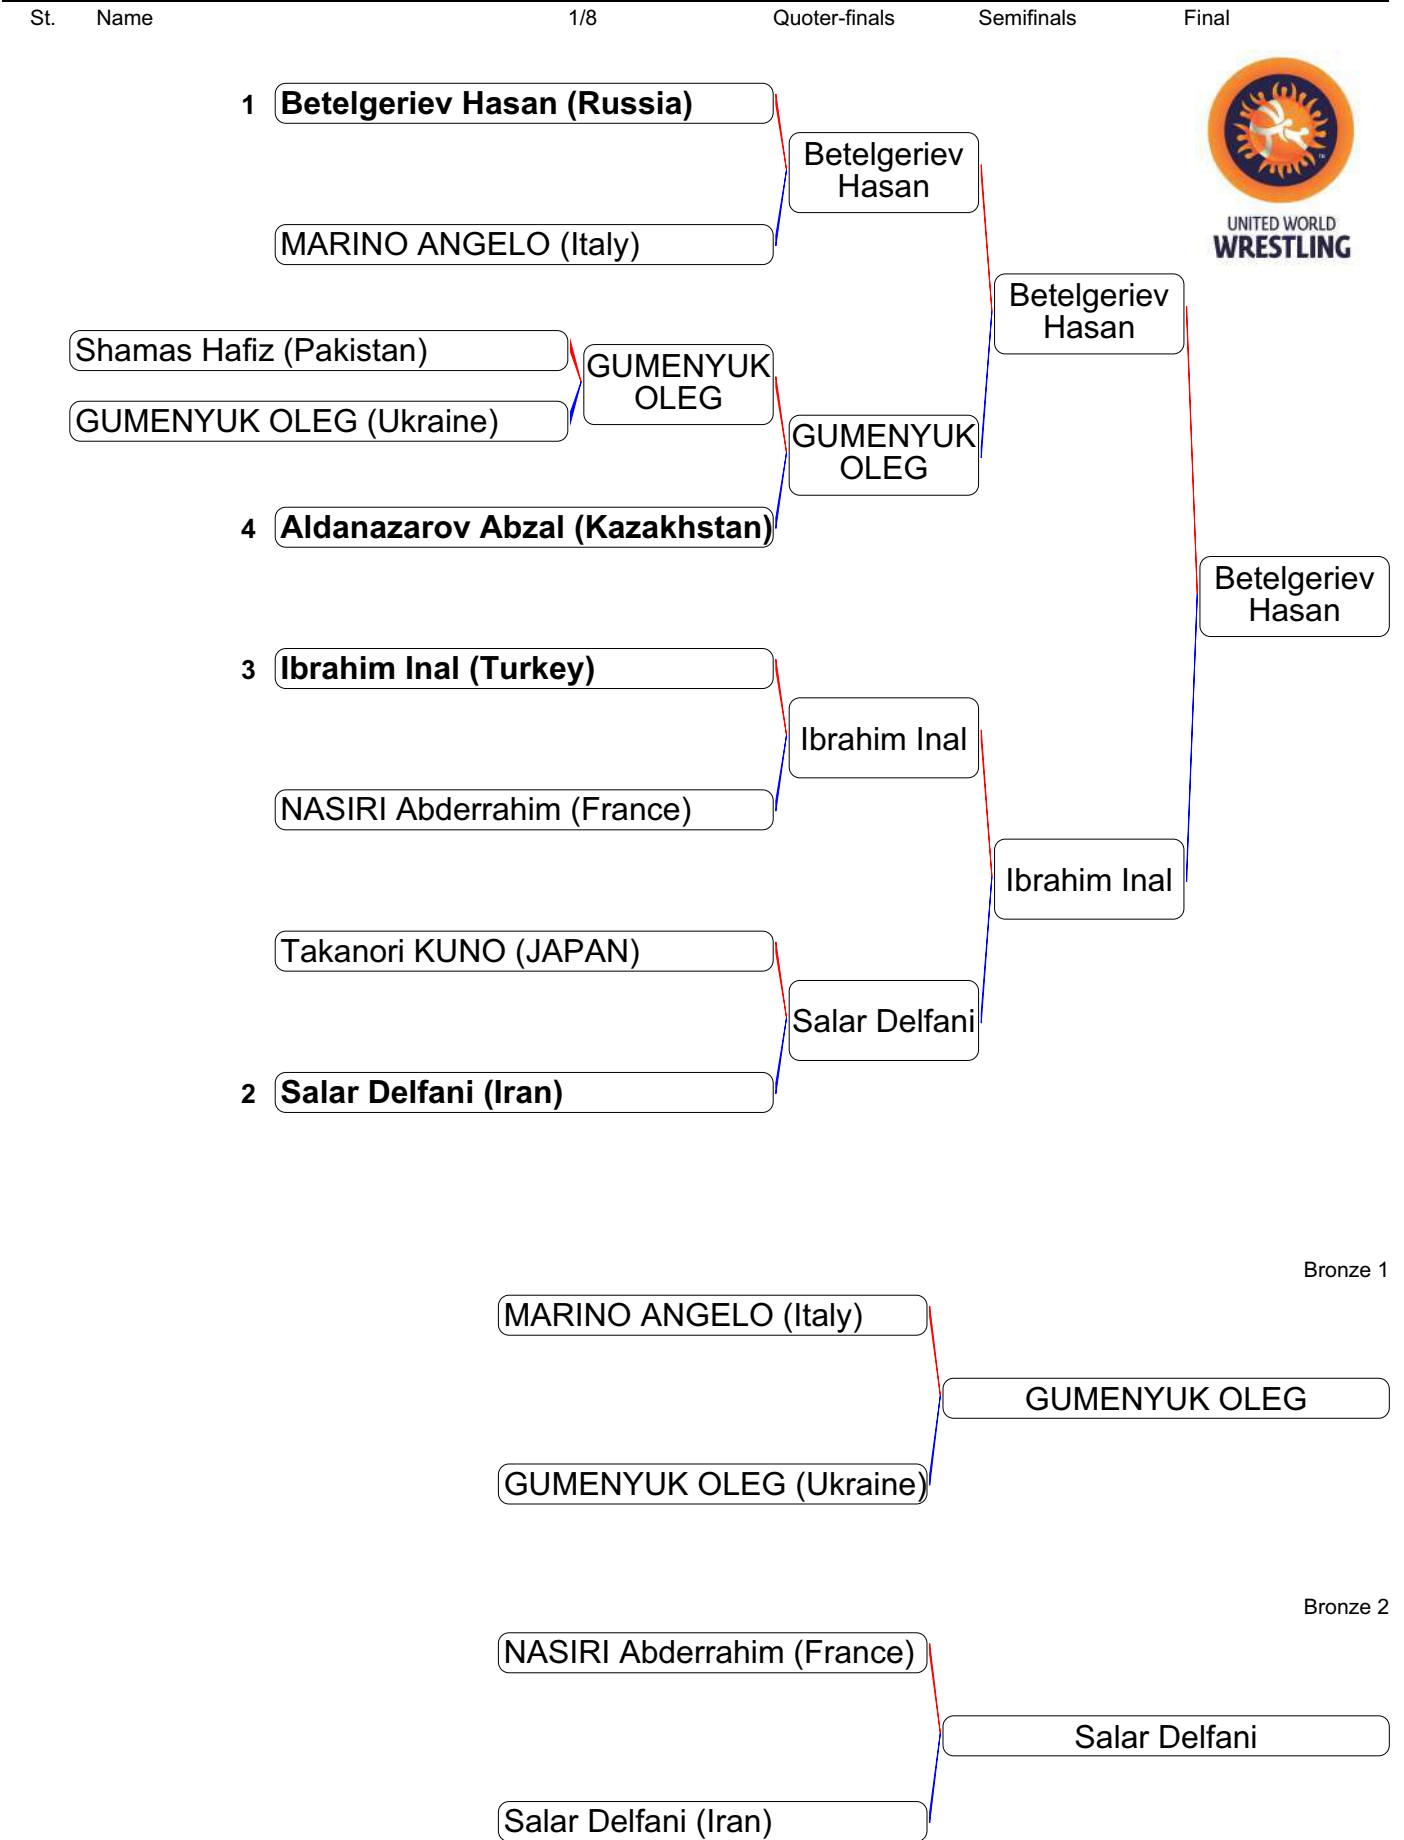 St. Name 1/8 Quoter-finals Semifinals Final
1 Betelgeriev Hasan (Russia)
Betelgeriev
Hasan
UNITED WORLD
WRESTLING
MARINO ANGELO (Italy)
Betelgeriev
Hasan
Shamas Hafiz (Pakistan)
GUMENYUK
OLEG
GUMENYUK OLEG (Ukraine)
GUMENYUK
OLEG
4 Aldanazarov Abzal (Kazakhstan)
Betelgeriev
Hasan
3 Ibrahim Inal (Turkey)
Ibrahim Inal
NASIRI Abderrahim (France)
Ibrahim Inal
Takanori KUNO (JAPAN)
Salar Delfani
2 Salar Delfani (Iran)
Bronze 1
MARINO ANGELO (Italy)
GUMENYUK OLEG
GUMENYUK OLEG (Ukraine)
Bronze 2
NASIRI Abderrahim (France)
Salar Delfani
Salar Delfani (Iran)